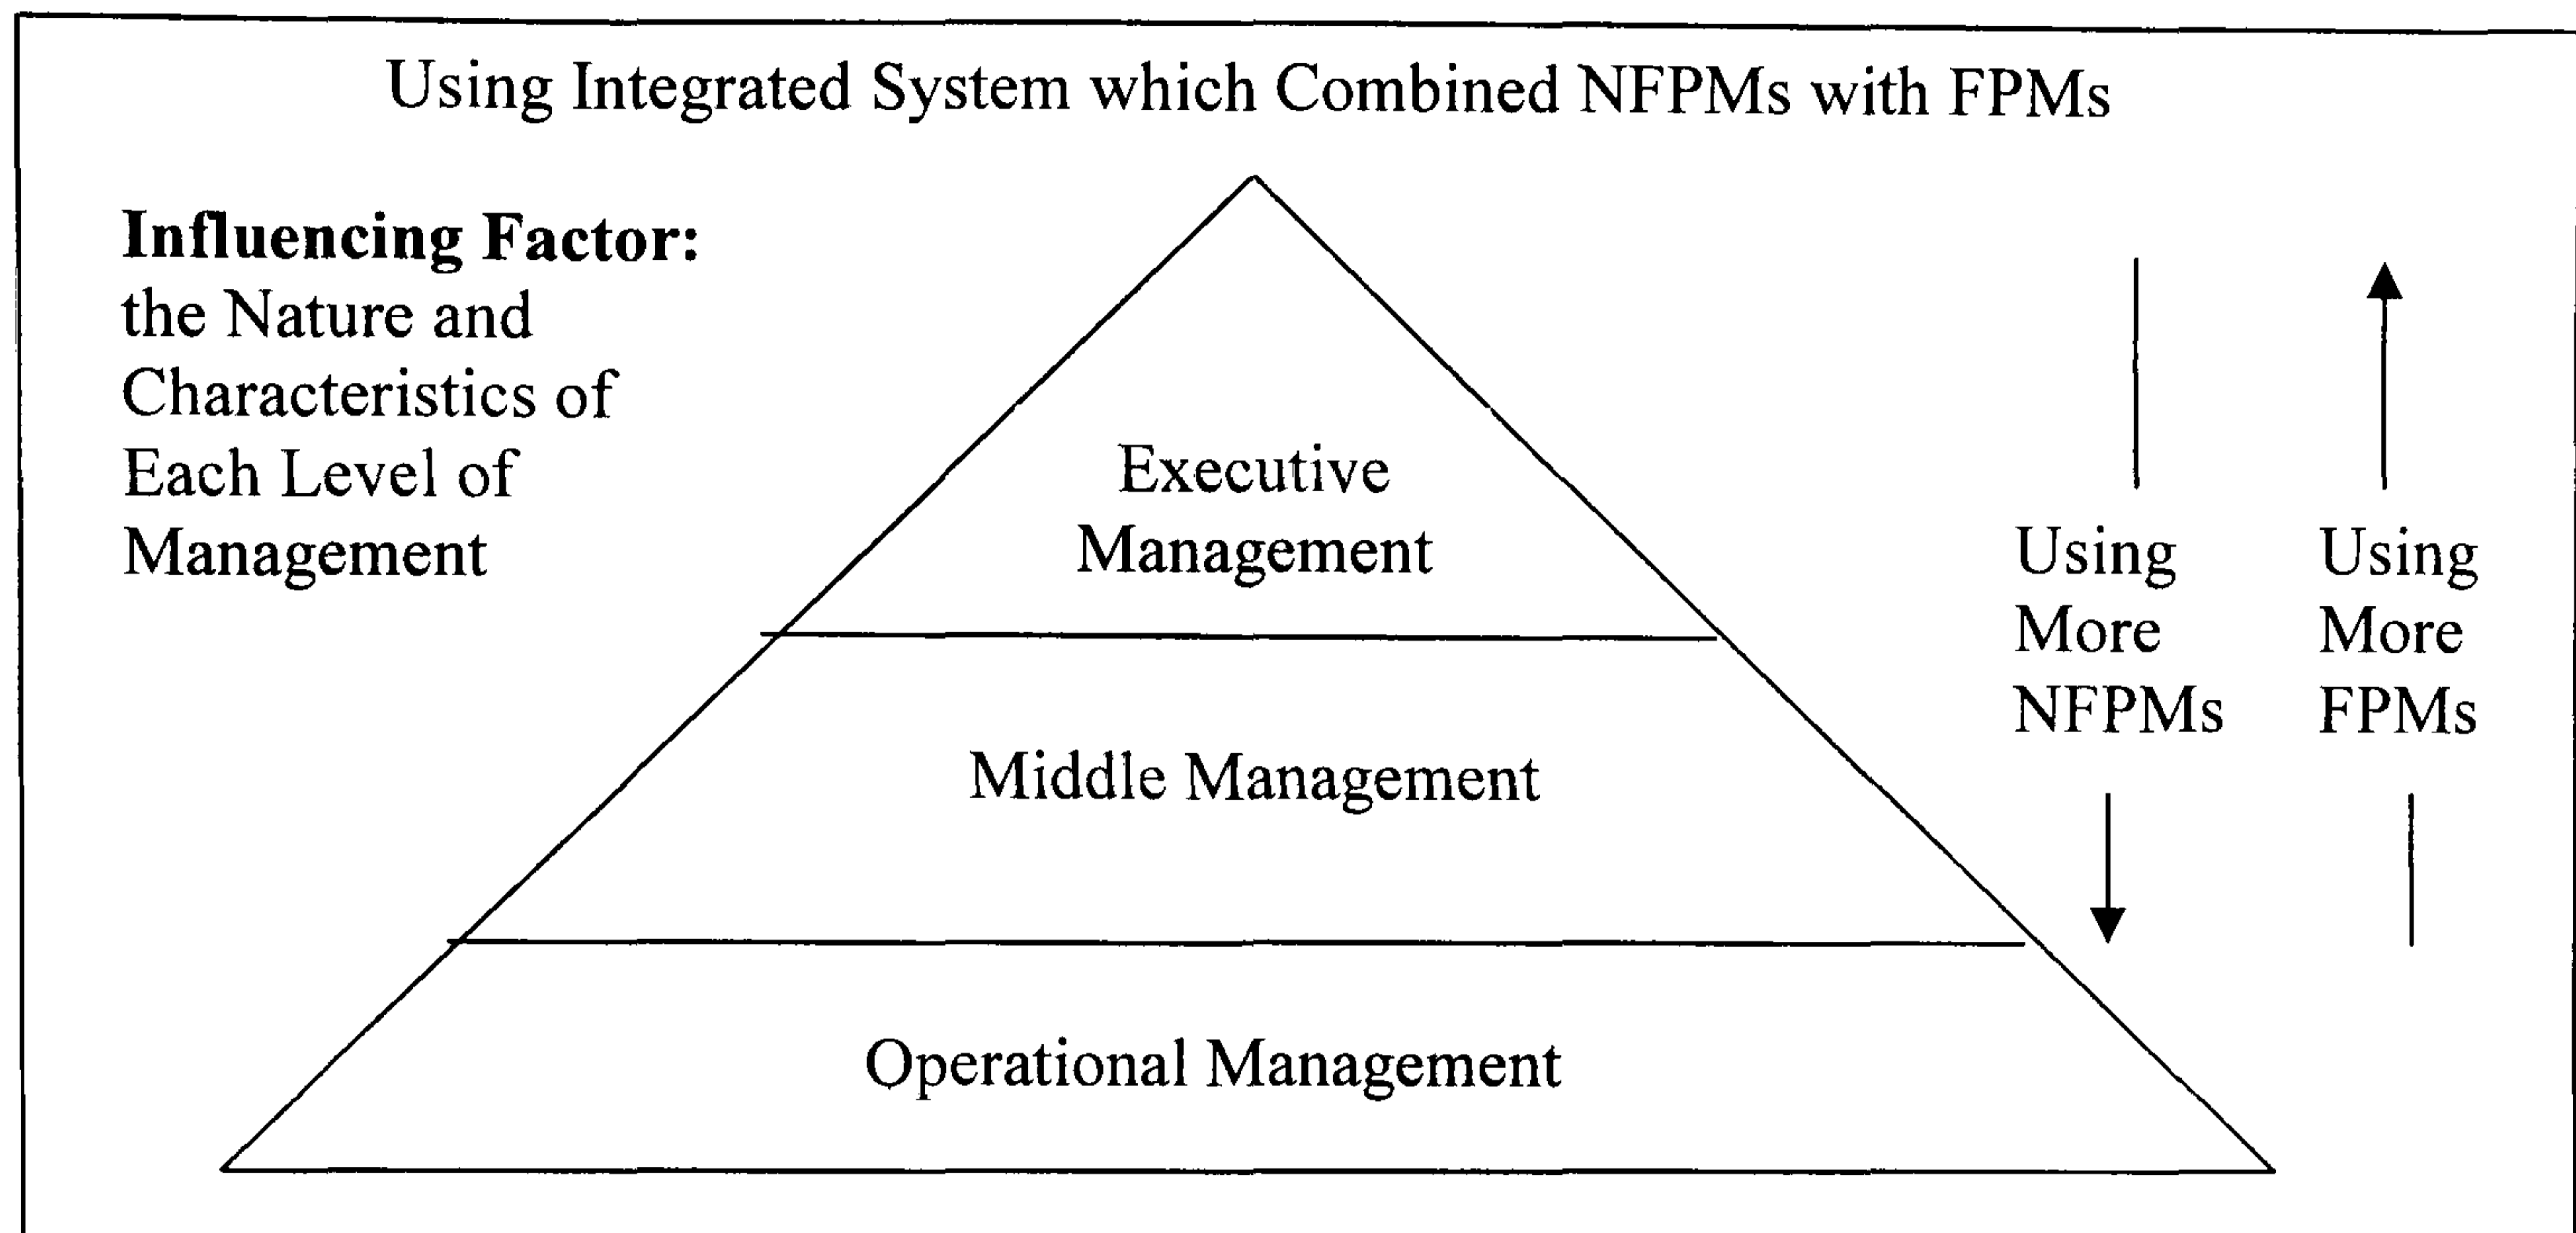 Using Integrated System which Combined NFPMs with FPMs
Influencing Factor:
the Nature and
Characteristics of
Each Level of
Management
Executive
Management
Middle Management
Operational Management
Using
More
NFPMs
Using
More
FPMs